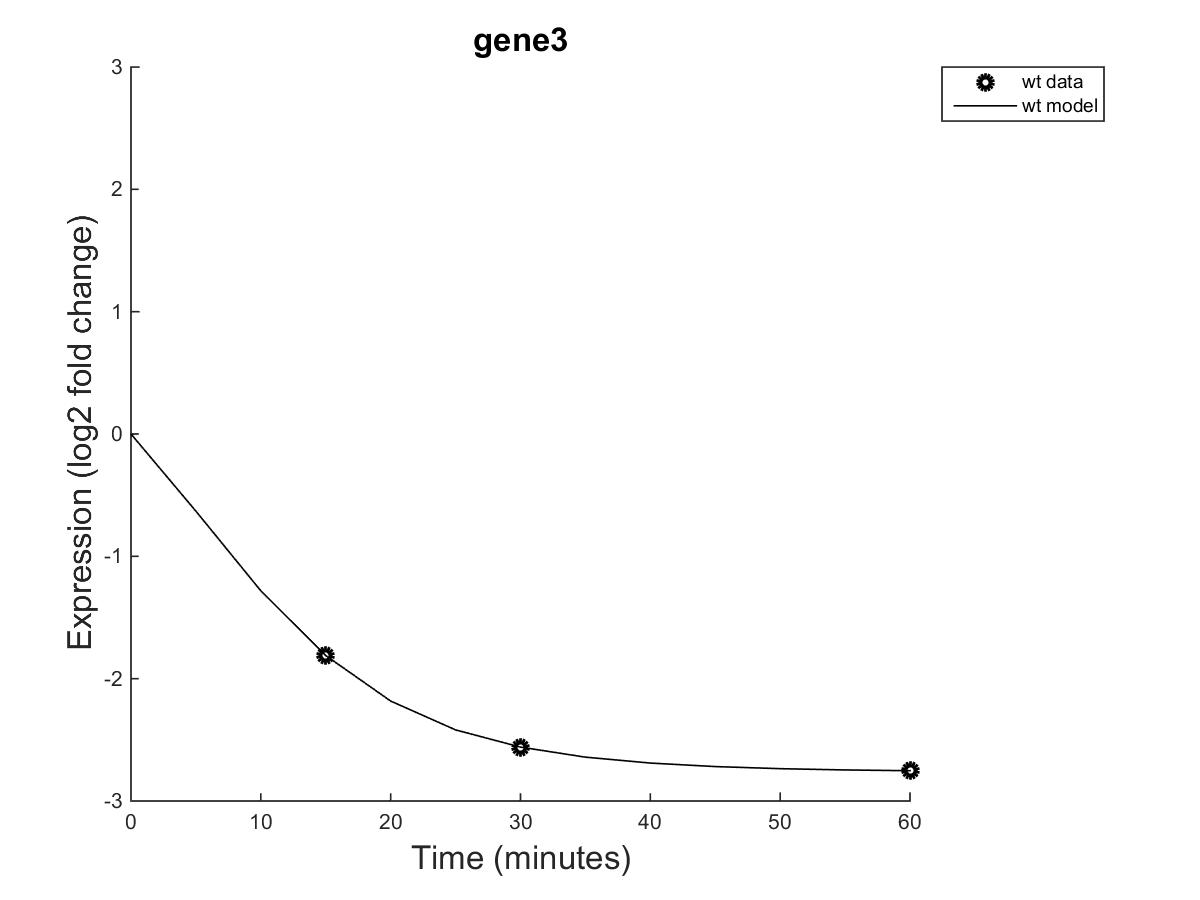 gene3
wt data
wt model
3
2
1
0
-1
-2
-3
Expression (log2 fold change)
0 10 20 30 40 50 60
Time (minutes)